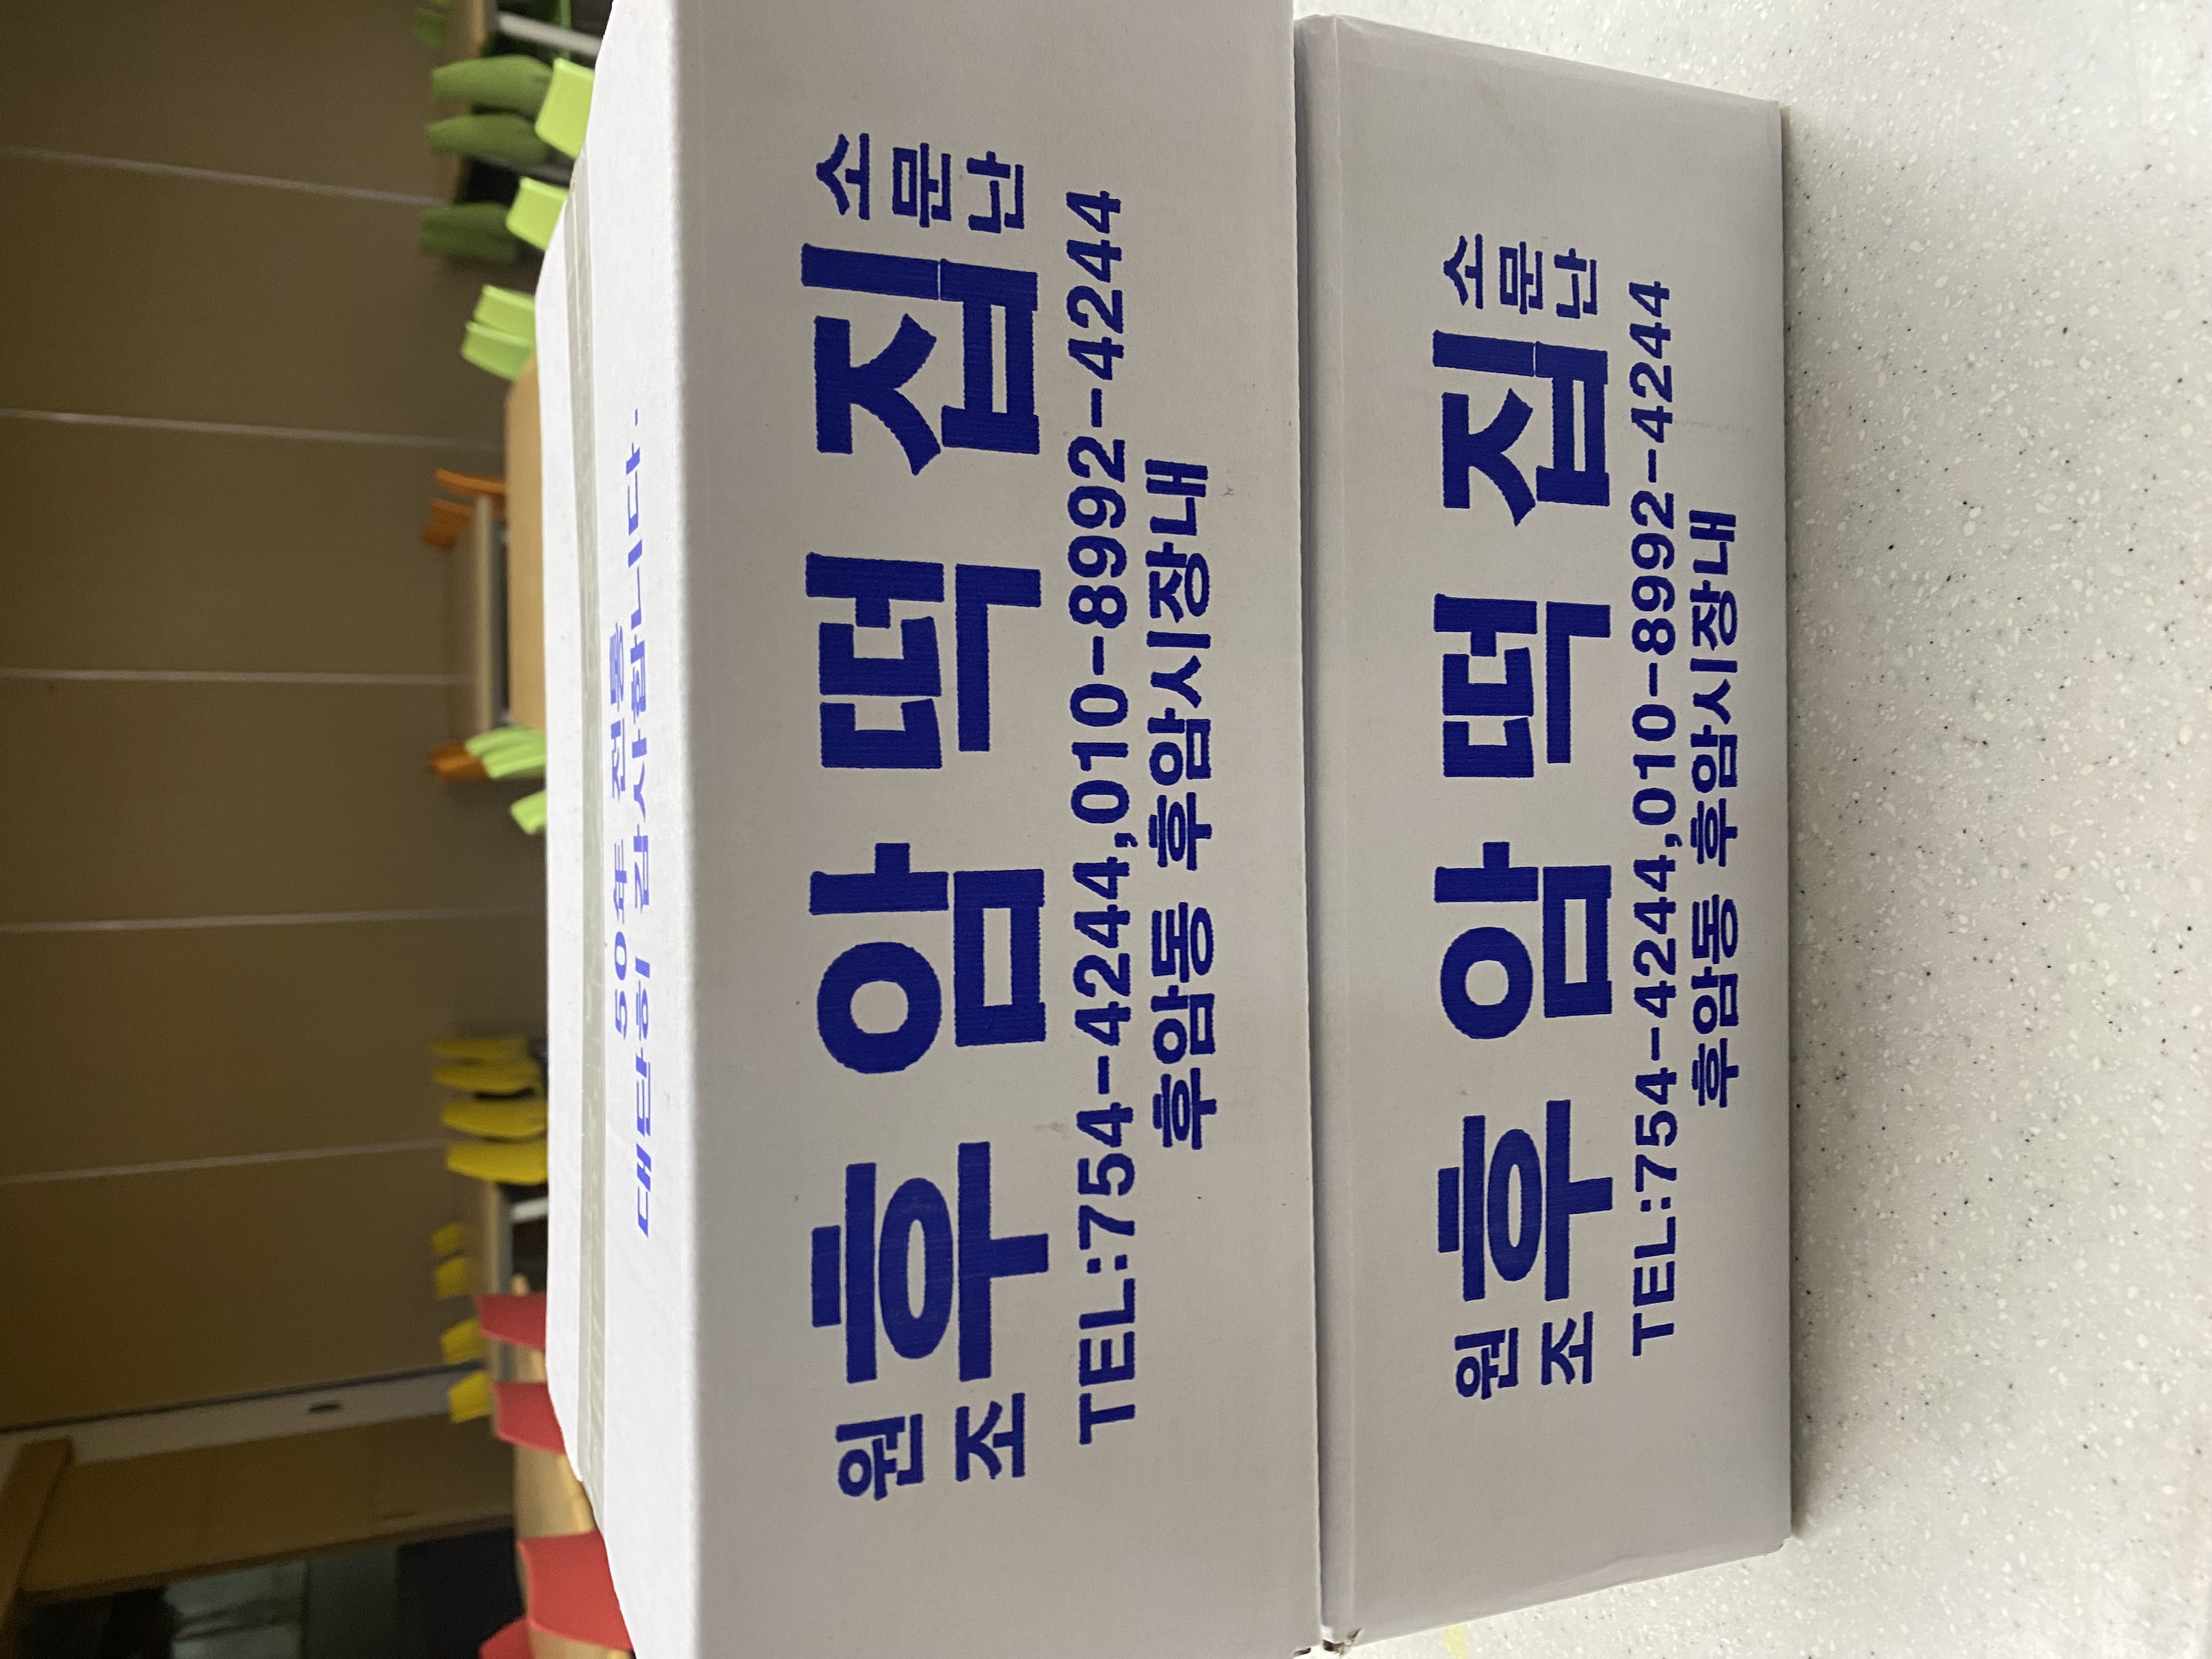 50年 전통
대단히 감사합니다.
원조 후암떡집 소문난
TEL:754-4244,010-8992-4244
후암동 후암시장내
원조 후암떡집 소문난
TEL:754-4244,010-8992-4244
후암동 후암시장내